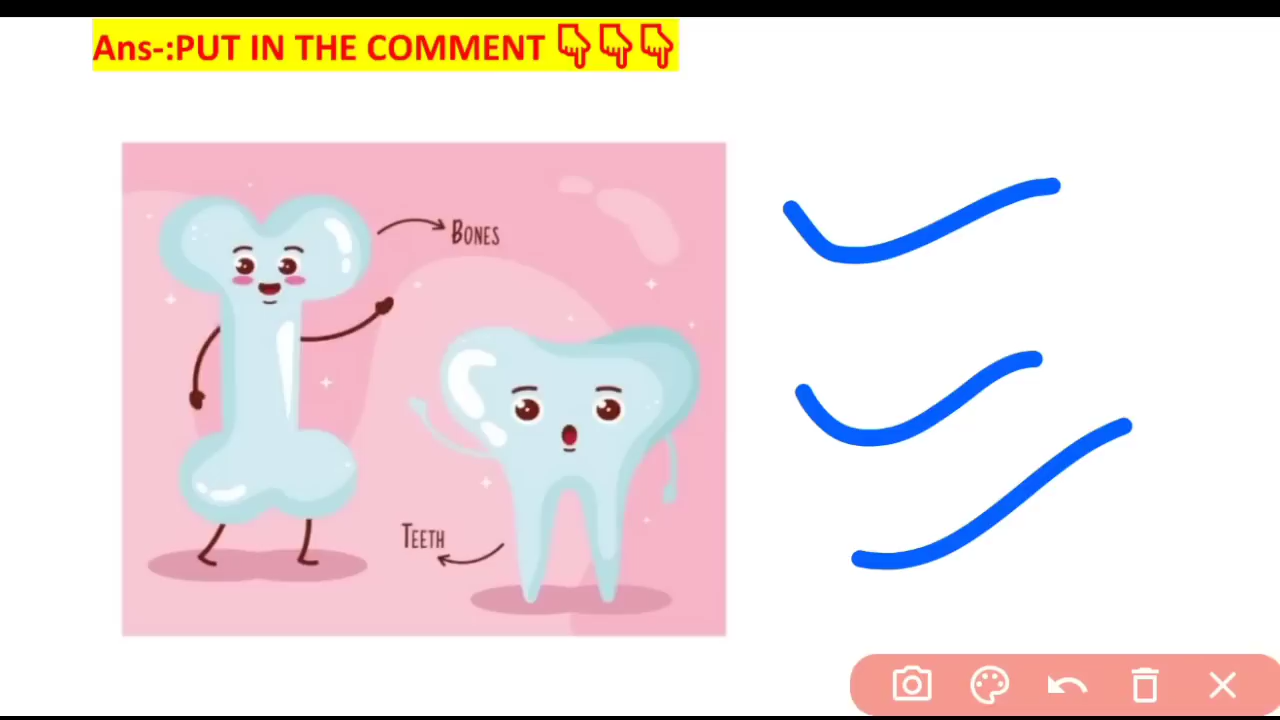 Ans-:PUT IN THE COMMENT 👇👇👇
BONES
TEETH